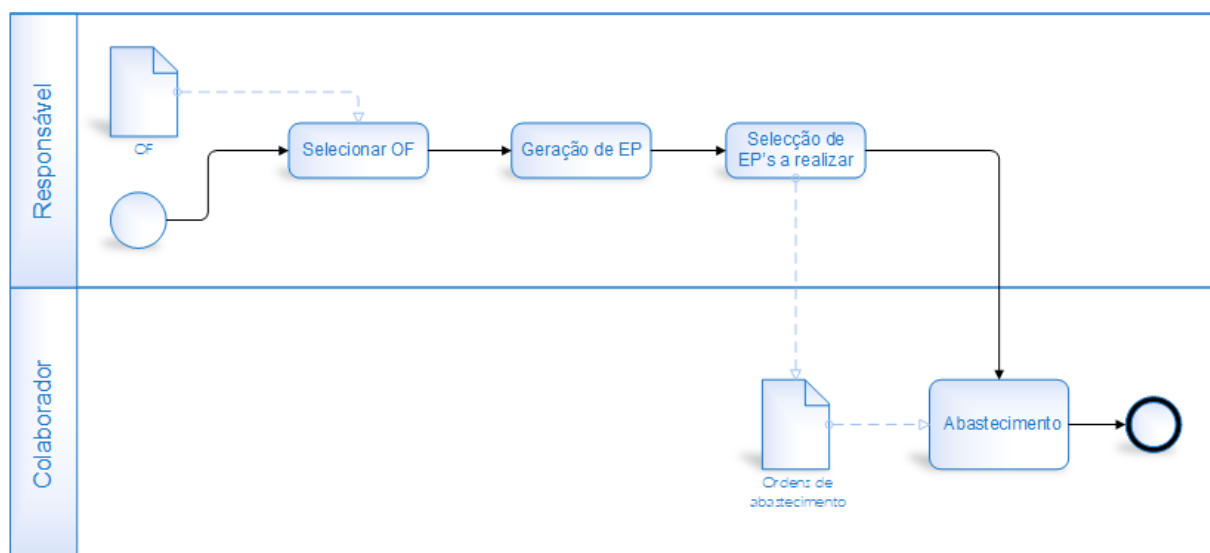 Responsável
OF
Selecionar OF
Geração de EP
Selecção de
EP's a realizar
Colaborador
Ordens de
abastecimento
Abastecimento